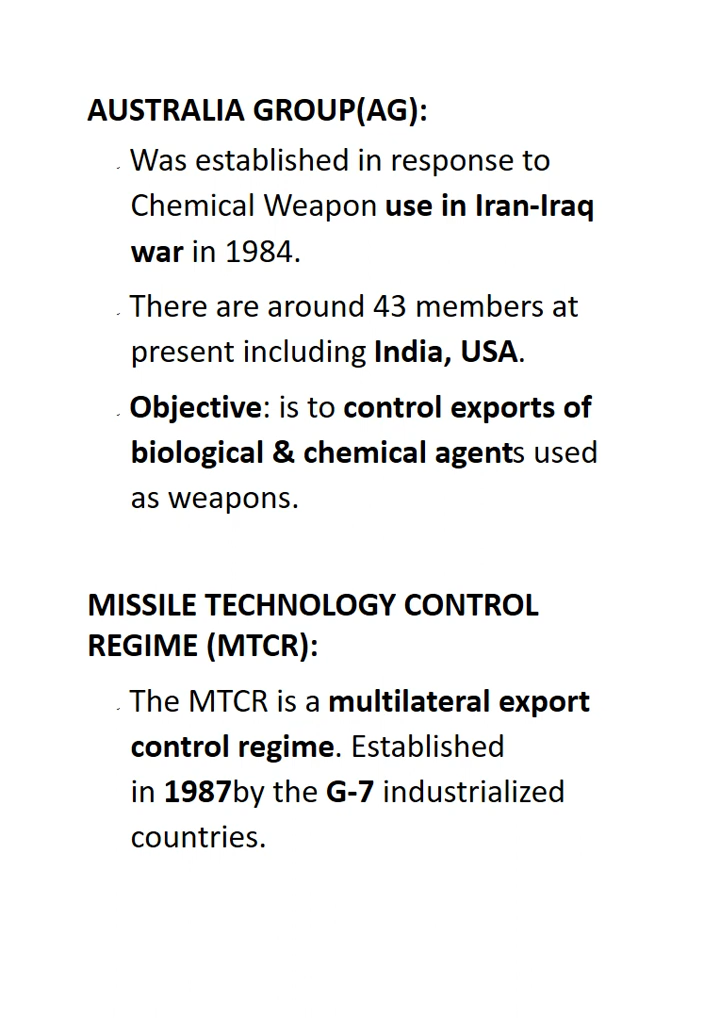 AUSTRALIA GROUP(AG):
Was established in response to
Chemical Weapon use in Iran-Iraq
war in 1984.
There are around 43 members at
present including India, USA.
Objective: is to control exports of
biological & chemical agents used
as weapons.
MISSILE TECHNOLOGY CONTROL
REGIME (MTCR):
The MTCR is a multilateral export
control regime. Established
in 1987by the G-7 industrialized
countries.